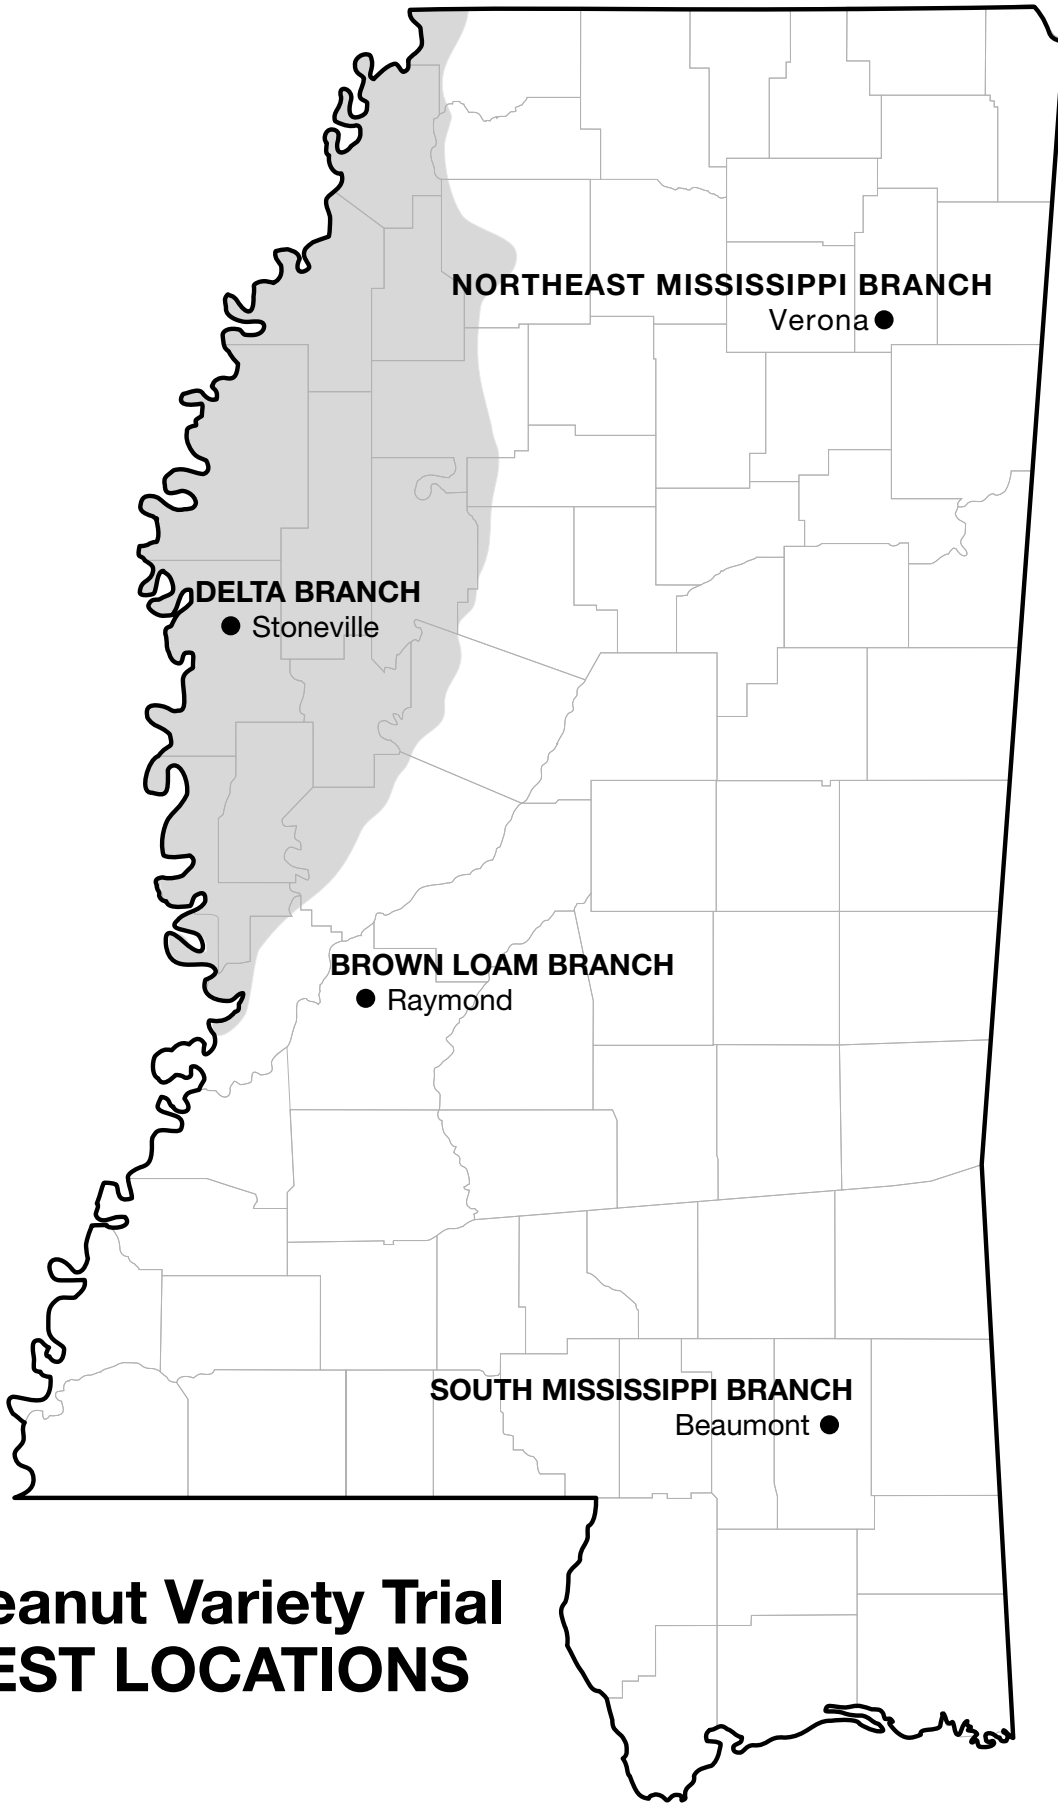 NORTHEAST MISSISSIPPI BRANCH
Verona
DELTA BRANCH
Stoneville
BROWN LOAM BRANCH
Raymond
SOUTH MISSISSIPPI BRANCH
Beaumont
eanut Variety Trial
EST LOCATIONS